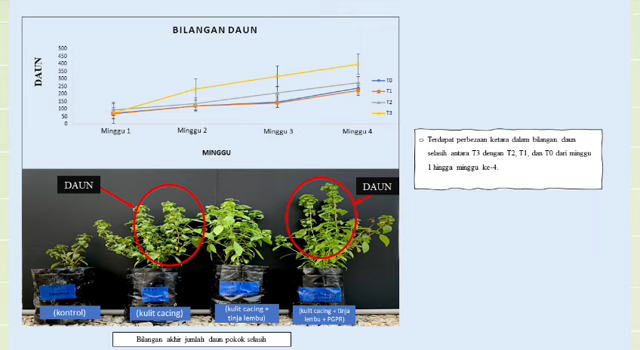 BILANGAN DAUN
DAUN
500
450
400
350
300
250
200
150
100
50
0
Minggu 1 Minggu 2 Minggu 3 Minggu 4
MINGGU
T0
T1
T2
T3
o Terdapat perbezaan ketara dalam bilangan daun
selasih antara T3 dengan T2, T1, dan T0 dari minggu
1 hingga minggu ke-4.
DAUN
DAUN
(kontrol)
(kulit cacing)
(kulit cacing +
tinja lembu)
(kulit cacing + tinja
lembu + PGPR)
Bilangan akhir jumlah daun pokok selasih